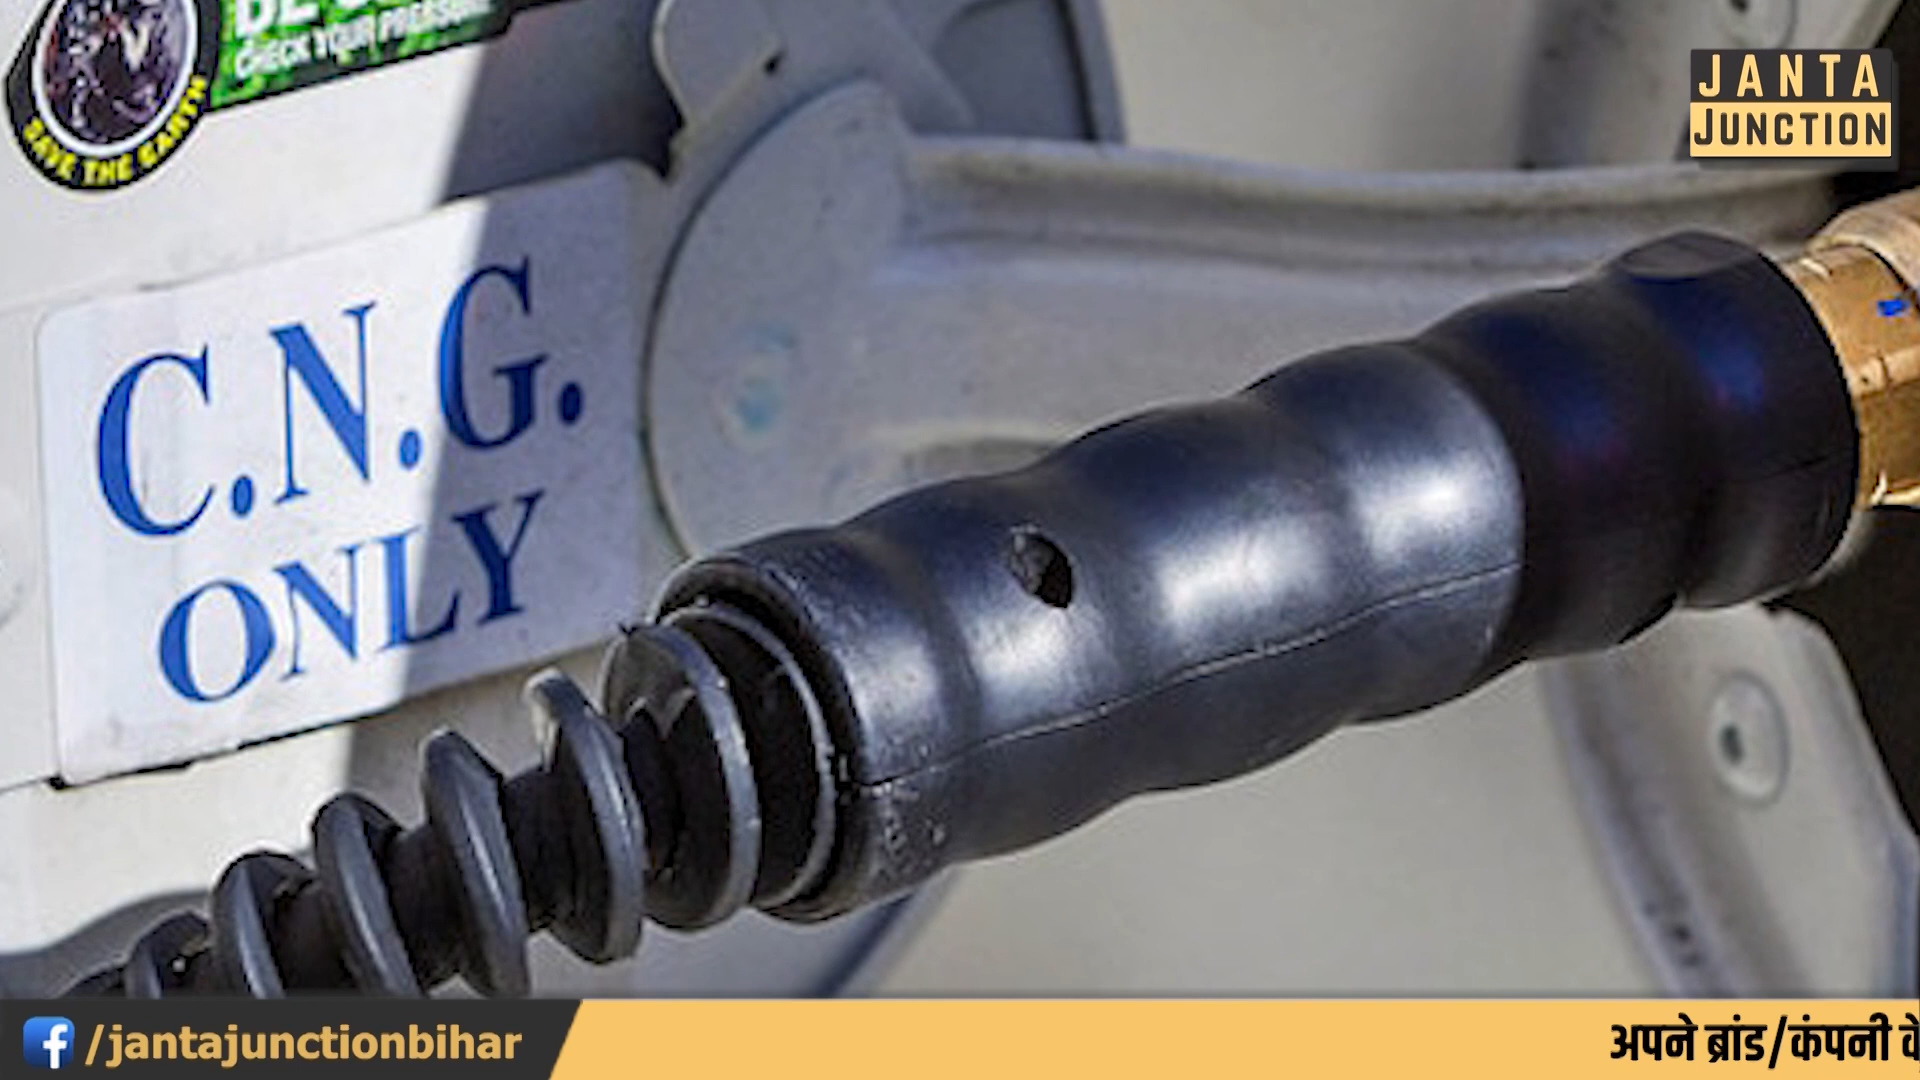 CHECK YOUR PRESSURE
SAVE THE EARTH
JANTA
JUNCTION
C.N.G.
ONLY
/jantajunctionbihar
अपने ब्रांड/कंपनी